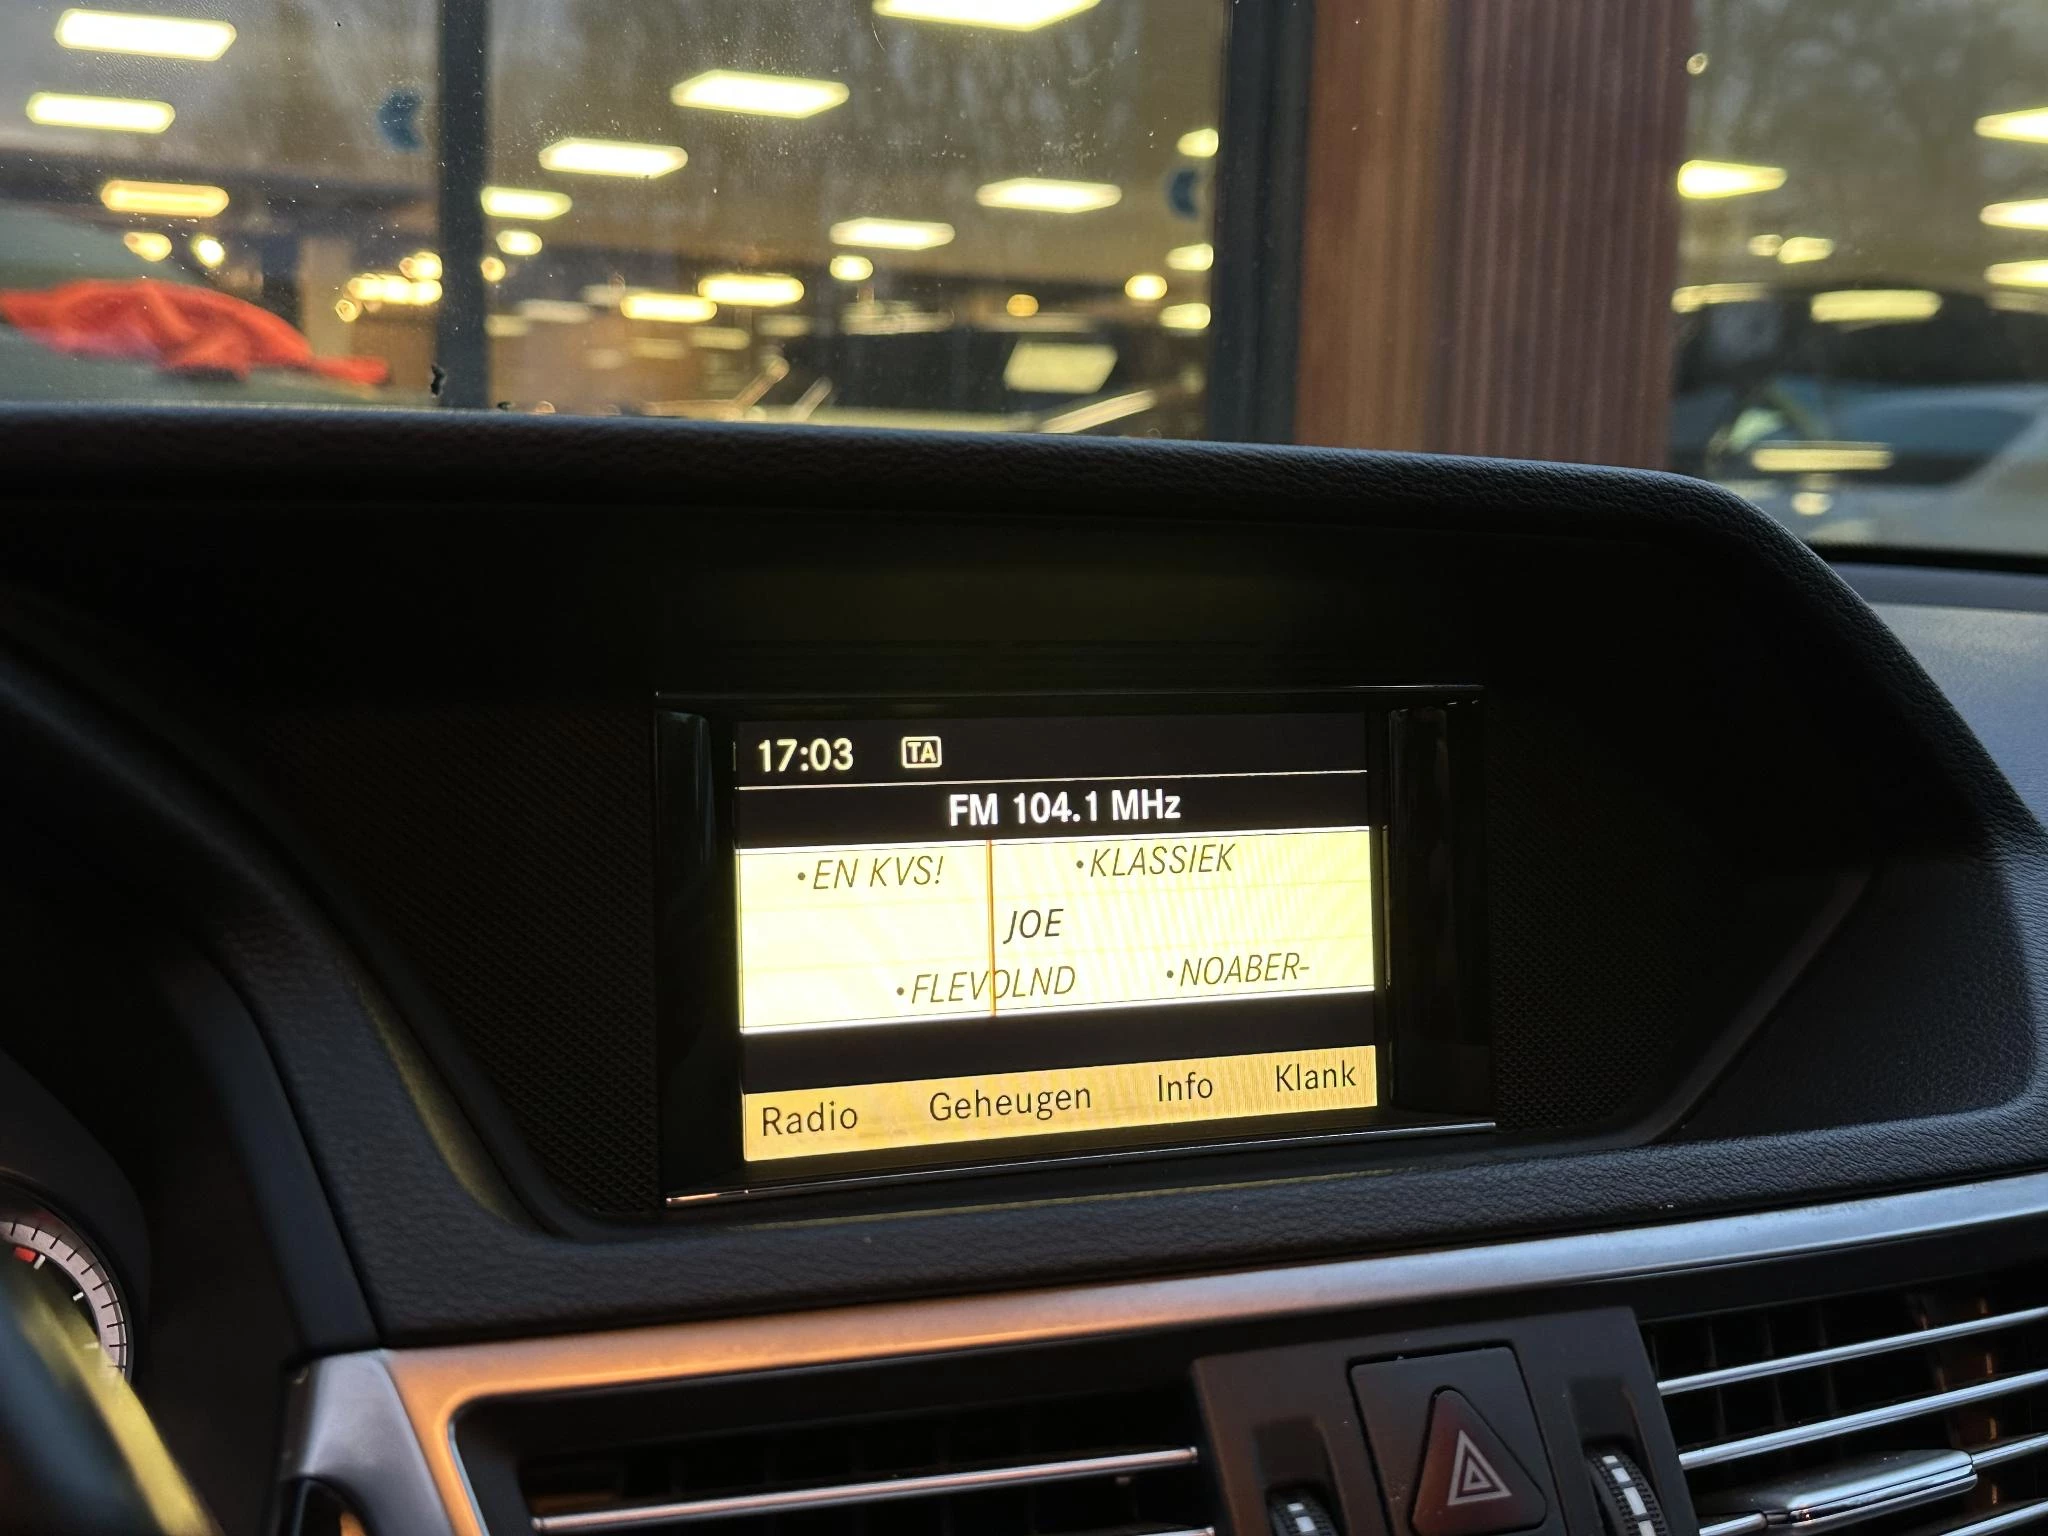 17:03 TA
FM 104.1 MHz
•EN KVS! •KLASSIEK
JOE
•FLEVOLND •NOABER-
Radio Geheugen Info Klank